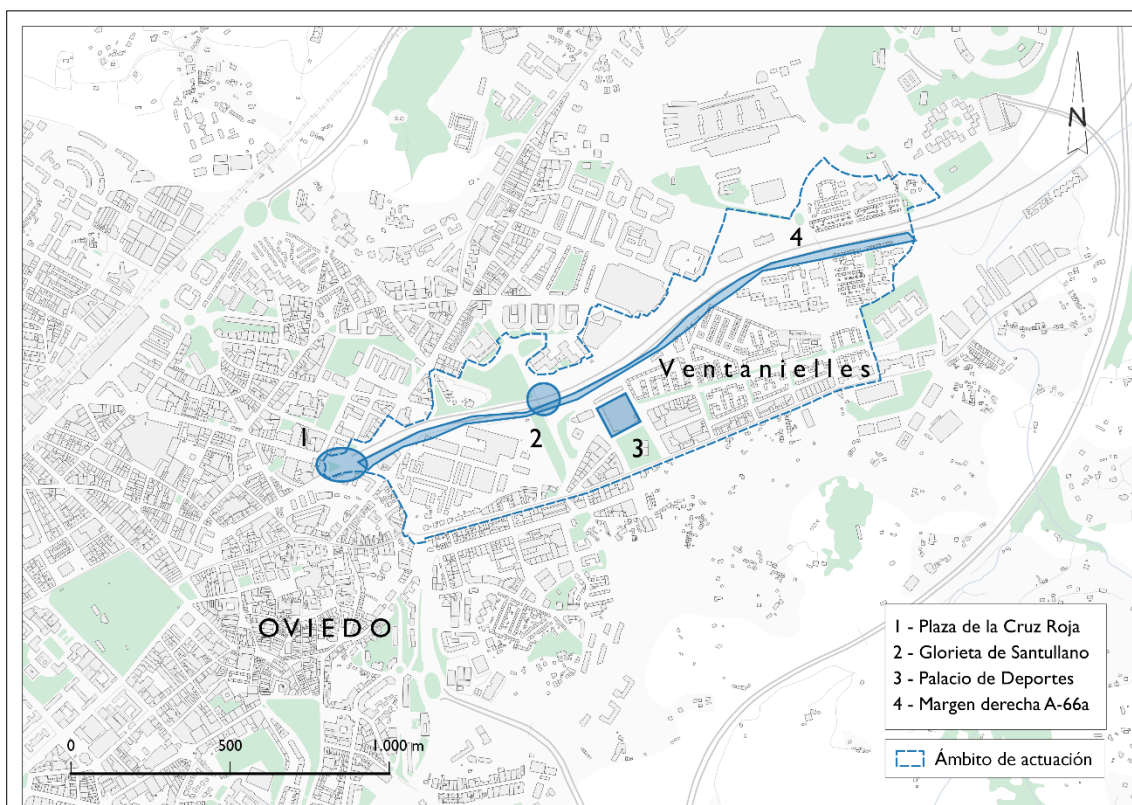 N
4
Ventanielles
1
2
3
OVIEDO
1 - Plaza de la Cruz Roja
2 - Glorieta de Santullano
3 - Palacio de Deportes
4 - Margen derecha A-66a
0 500 1.000 m
Ámbito de actuación